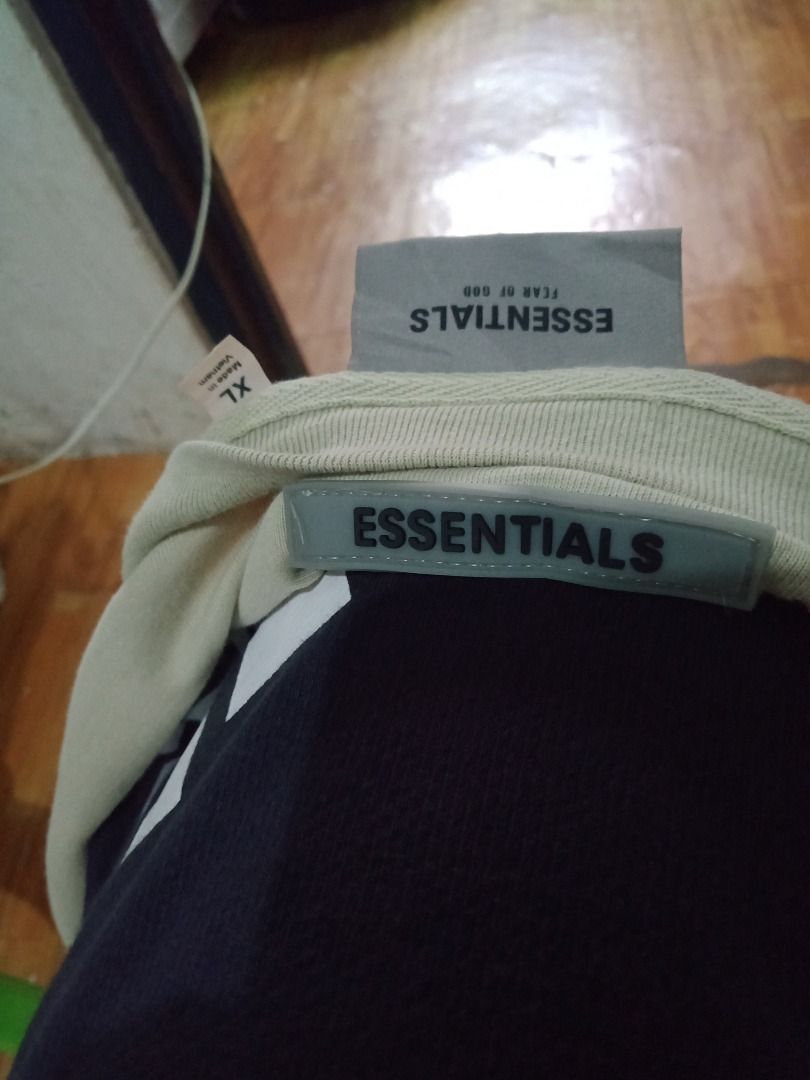 ESSENTIALS
FEAR OF GOD
XL
Made in
Vietnam
ESSENTIALS